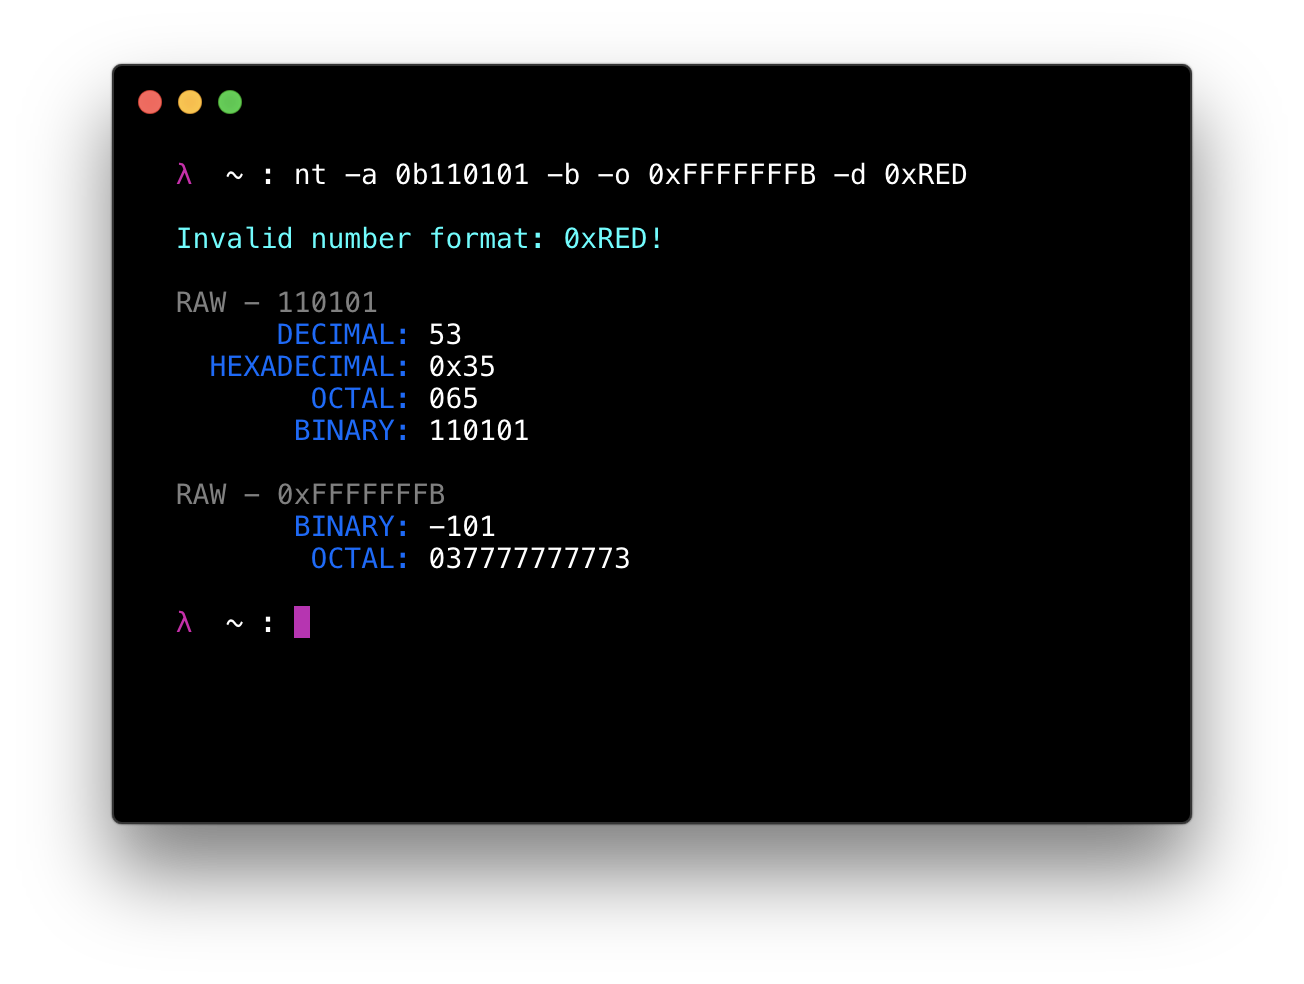 λ  ~ : nt -a 0b110101 -b -o 0xFFFFFFFB -d 0xRED
Invalid number format: 0xRED!
RAW - 110101
DECIMAL: 53
HEXADECIMAL: 0x35
OCTAL: 065
BINARY: 110101
RAW - 0xFFFFFFFB
BINARY: -101
OCTAL: 037777777773
λ  ~ :